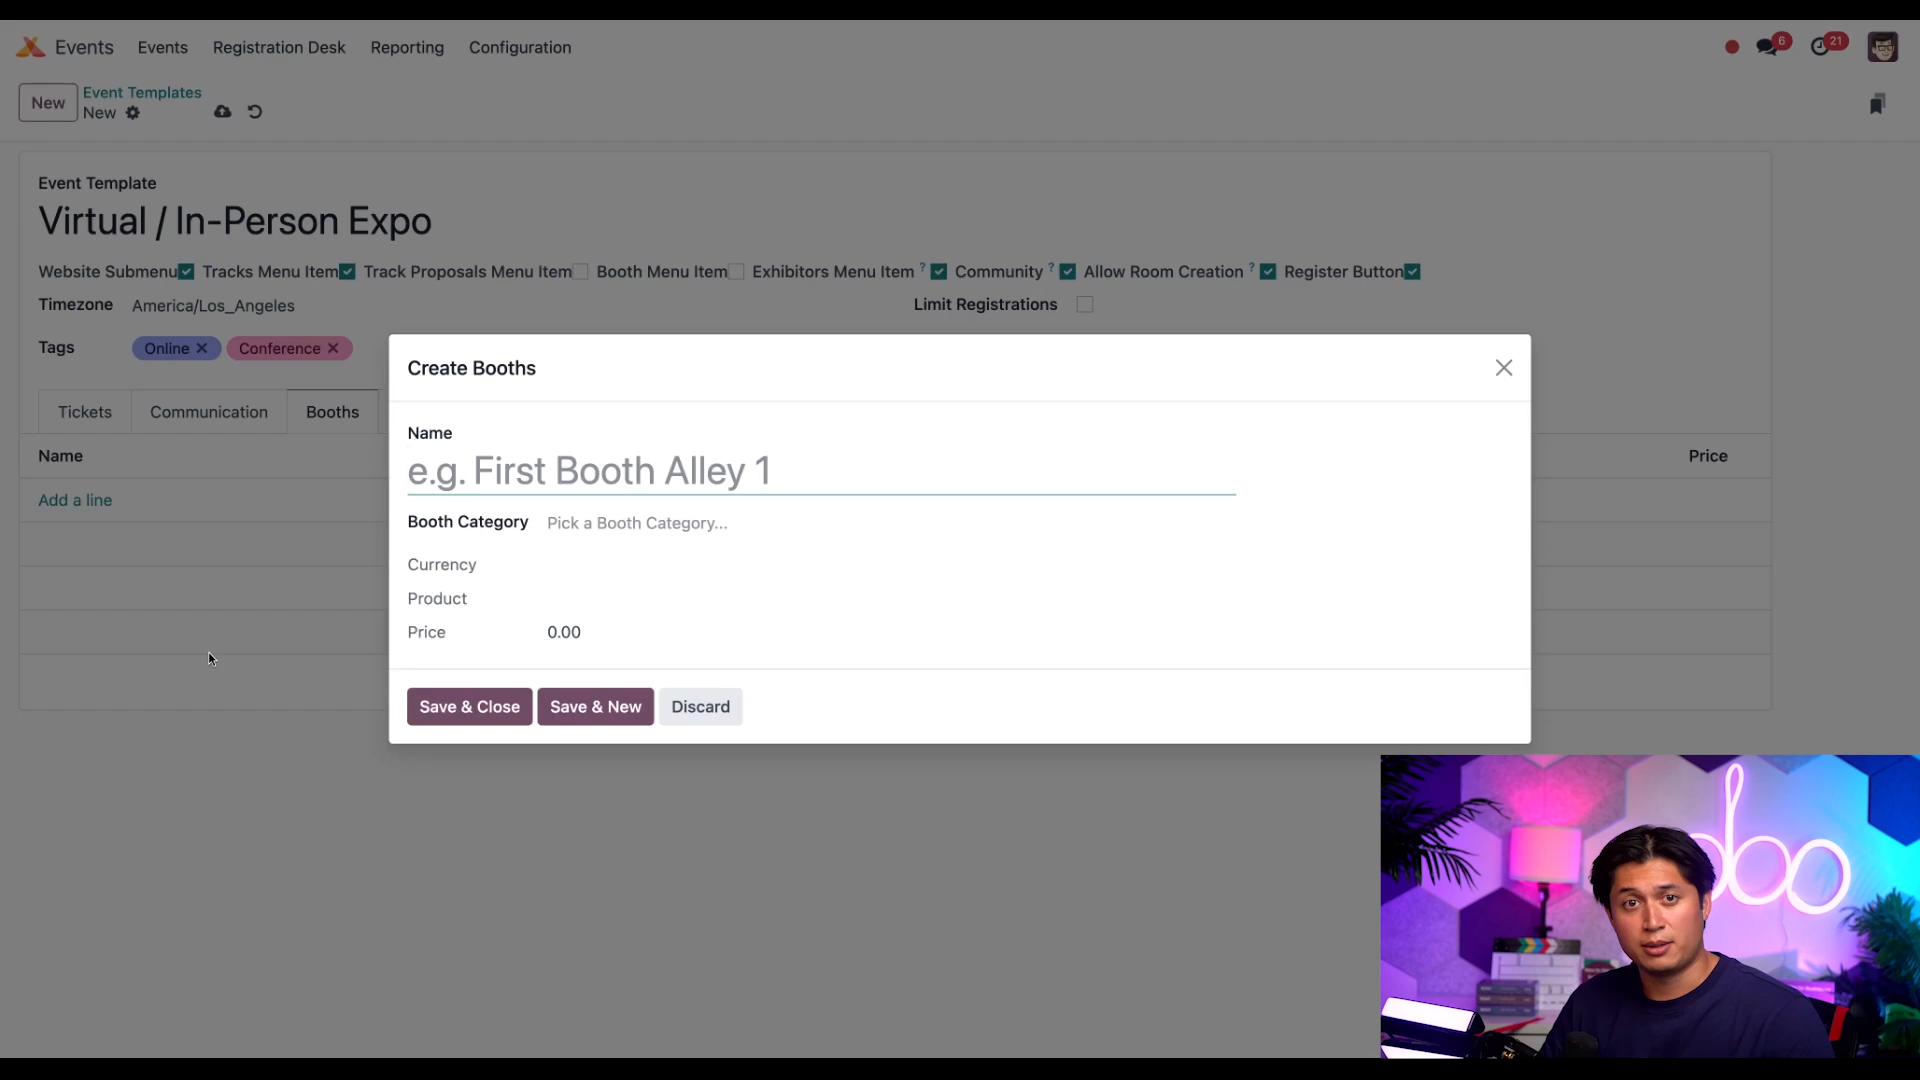 Events Events Registration Desk Reporting Configuration 6 21
New Event Templates
New
Event Template
Virtual / In-Person Expo
Website Submenu Tracks Menu Item Track Proposals Menu Item Booth Menu Item Exhibitors Menu Item ? Community ? Allow Room Creation ? Register Button
Timezone America/Los_Angeles Limit Registrations
Tags Online Conference
Tickets Communication Booths
Name Price
Add a line
Create Booths
Name
e.g. First Booth Alley 1
Booth Category Pick a Booth Category...
Currency
Product
Price 0.00
Save & Close Save & New Discard